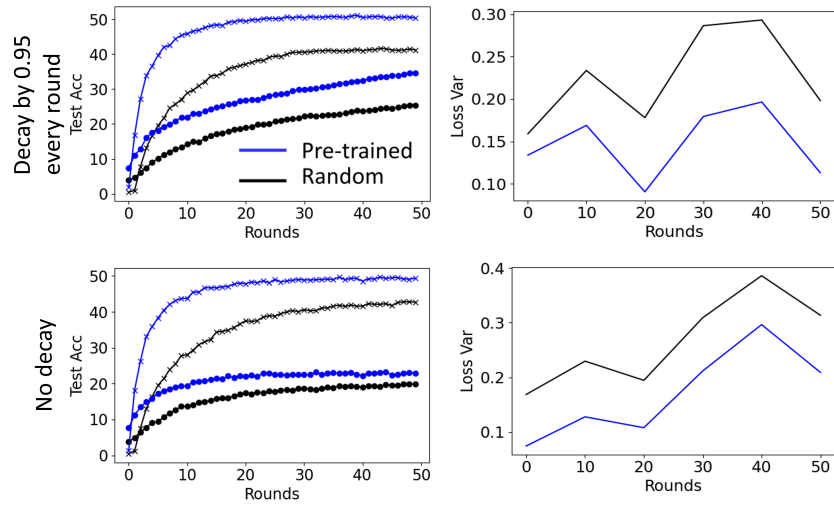 Decay by 0.95
every round
Test Acc
50
40
30
20
10
0
0 10 20 30 40 50
Rounds
Pre-trained
Random
Loss Var
0.30
0.25
0.20
0.15
0.10
0 10 20 30 40 50
Rounds
No decay
Test Acc
50
40
30
20
10
0
0 10 20 30 40 50
Rounds
Loss Var
0.4
0.3
0.2
0.1
0 10 20 30 40 50
Rounds